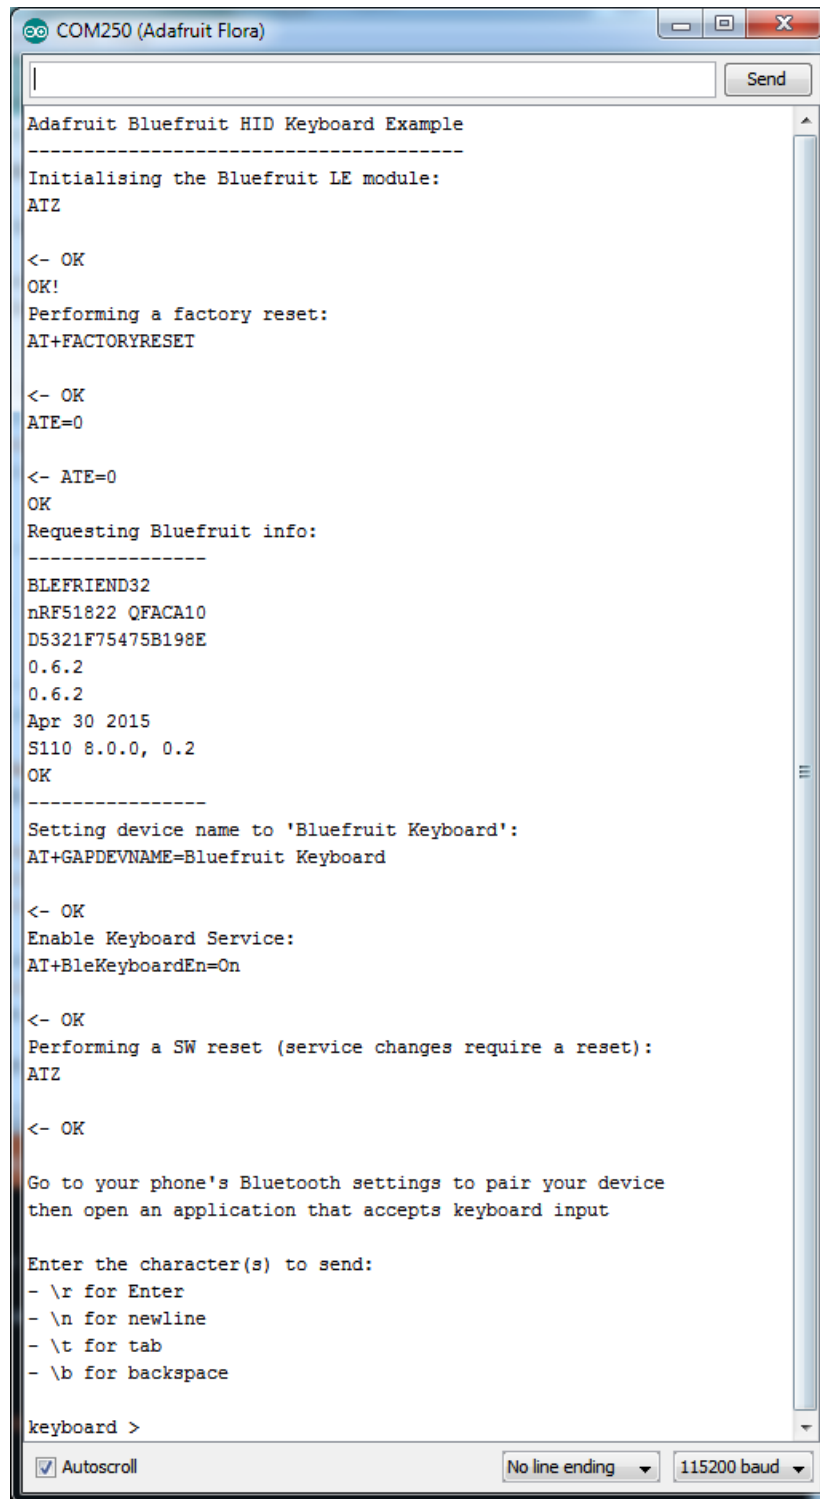 COM250 (Adafruit Flora)
Send
Adafruit Bluefruit HID Keyboard Example
---------------------------------------
Initialising the Bluefruit LE module:
ATZ
<- OK
OK!
Performing a factory reset:
AT+FACTORYRESET
<- OK
ATE=0
<- ATE=0
OK
Requesting Bluefruit info:
----------------
BLEFRIEND32
nRF51822 QFACA10
D5321F75475B198E
0.6.2
0.6.2
Apr 30 2015
S110 8.0.0, 0.2
OK
----------------
Setting device name to 'Bluefruit Keyboard':
AT+GAPDEVNAME=Bluefruit Keyboard
<- OK
Enable Keyboard Service:
AT+BleKeyboardEn=On
<- OK
Performing a SW reset (service changes require a reset):
ATZ
<- OK
Go to your phone's Bluetooth settings to pair your device
then open an application that accepts keyboard input
Enter the character(s) to send:
- \r for Enter
- \n for newline
- \t for tab
- \b for backspace
keyboard >
Autoscroll
No line ending
115200 baud